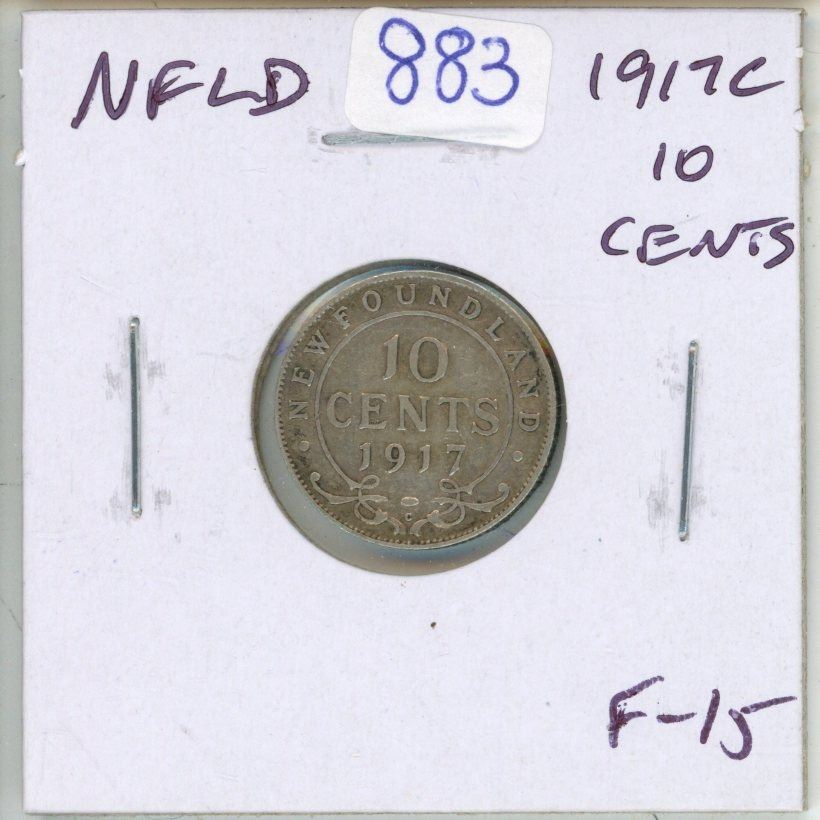 NFLD
883
1917C
10
CENTS
NEWFOUNDLAND
10
CENTS
1917
C
F-15